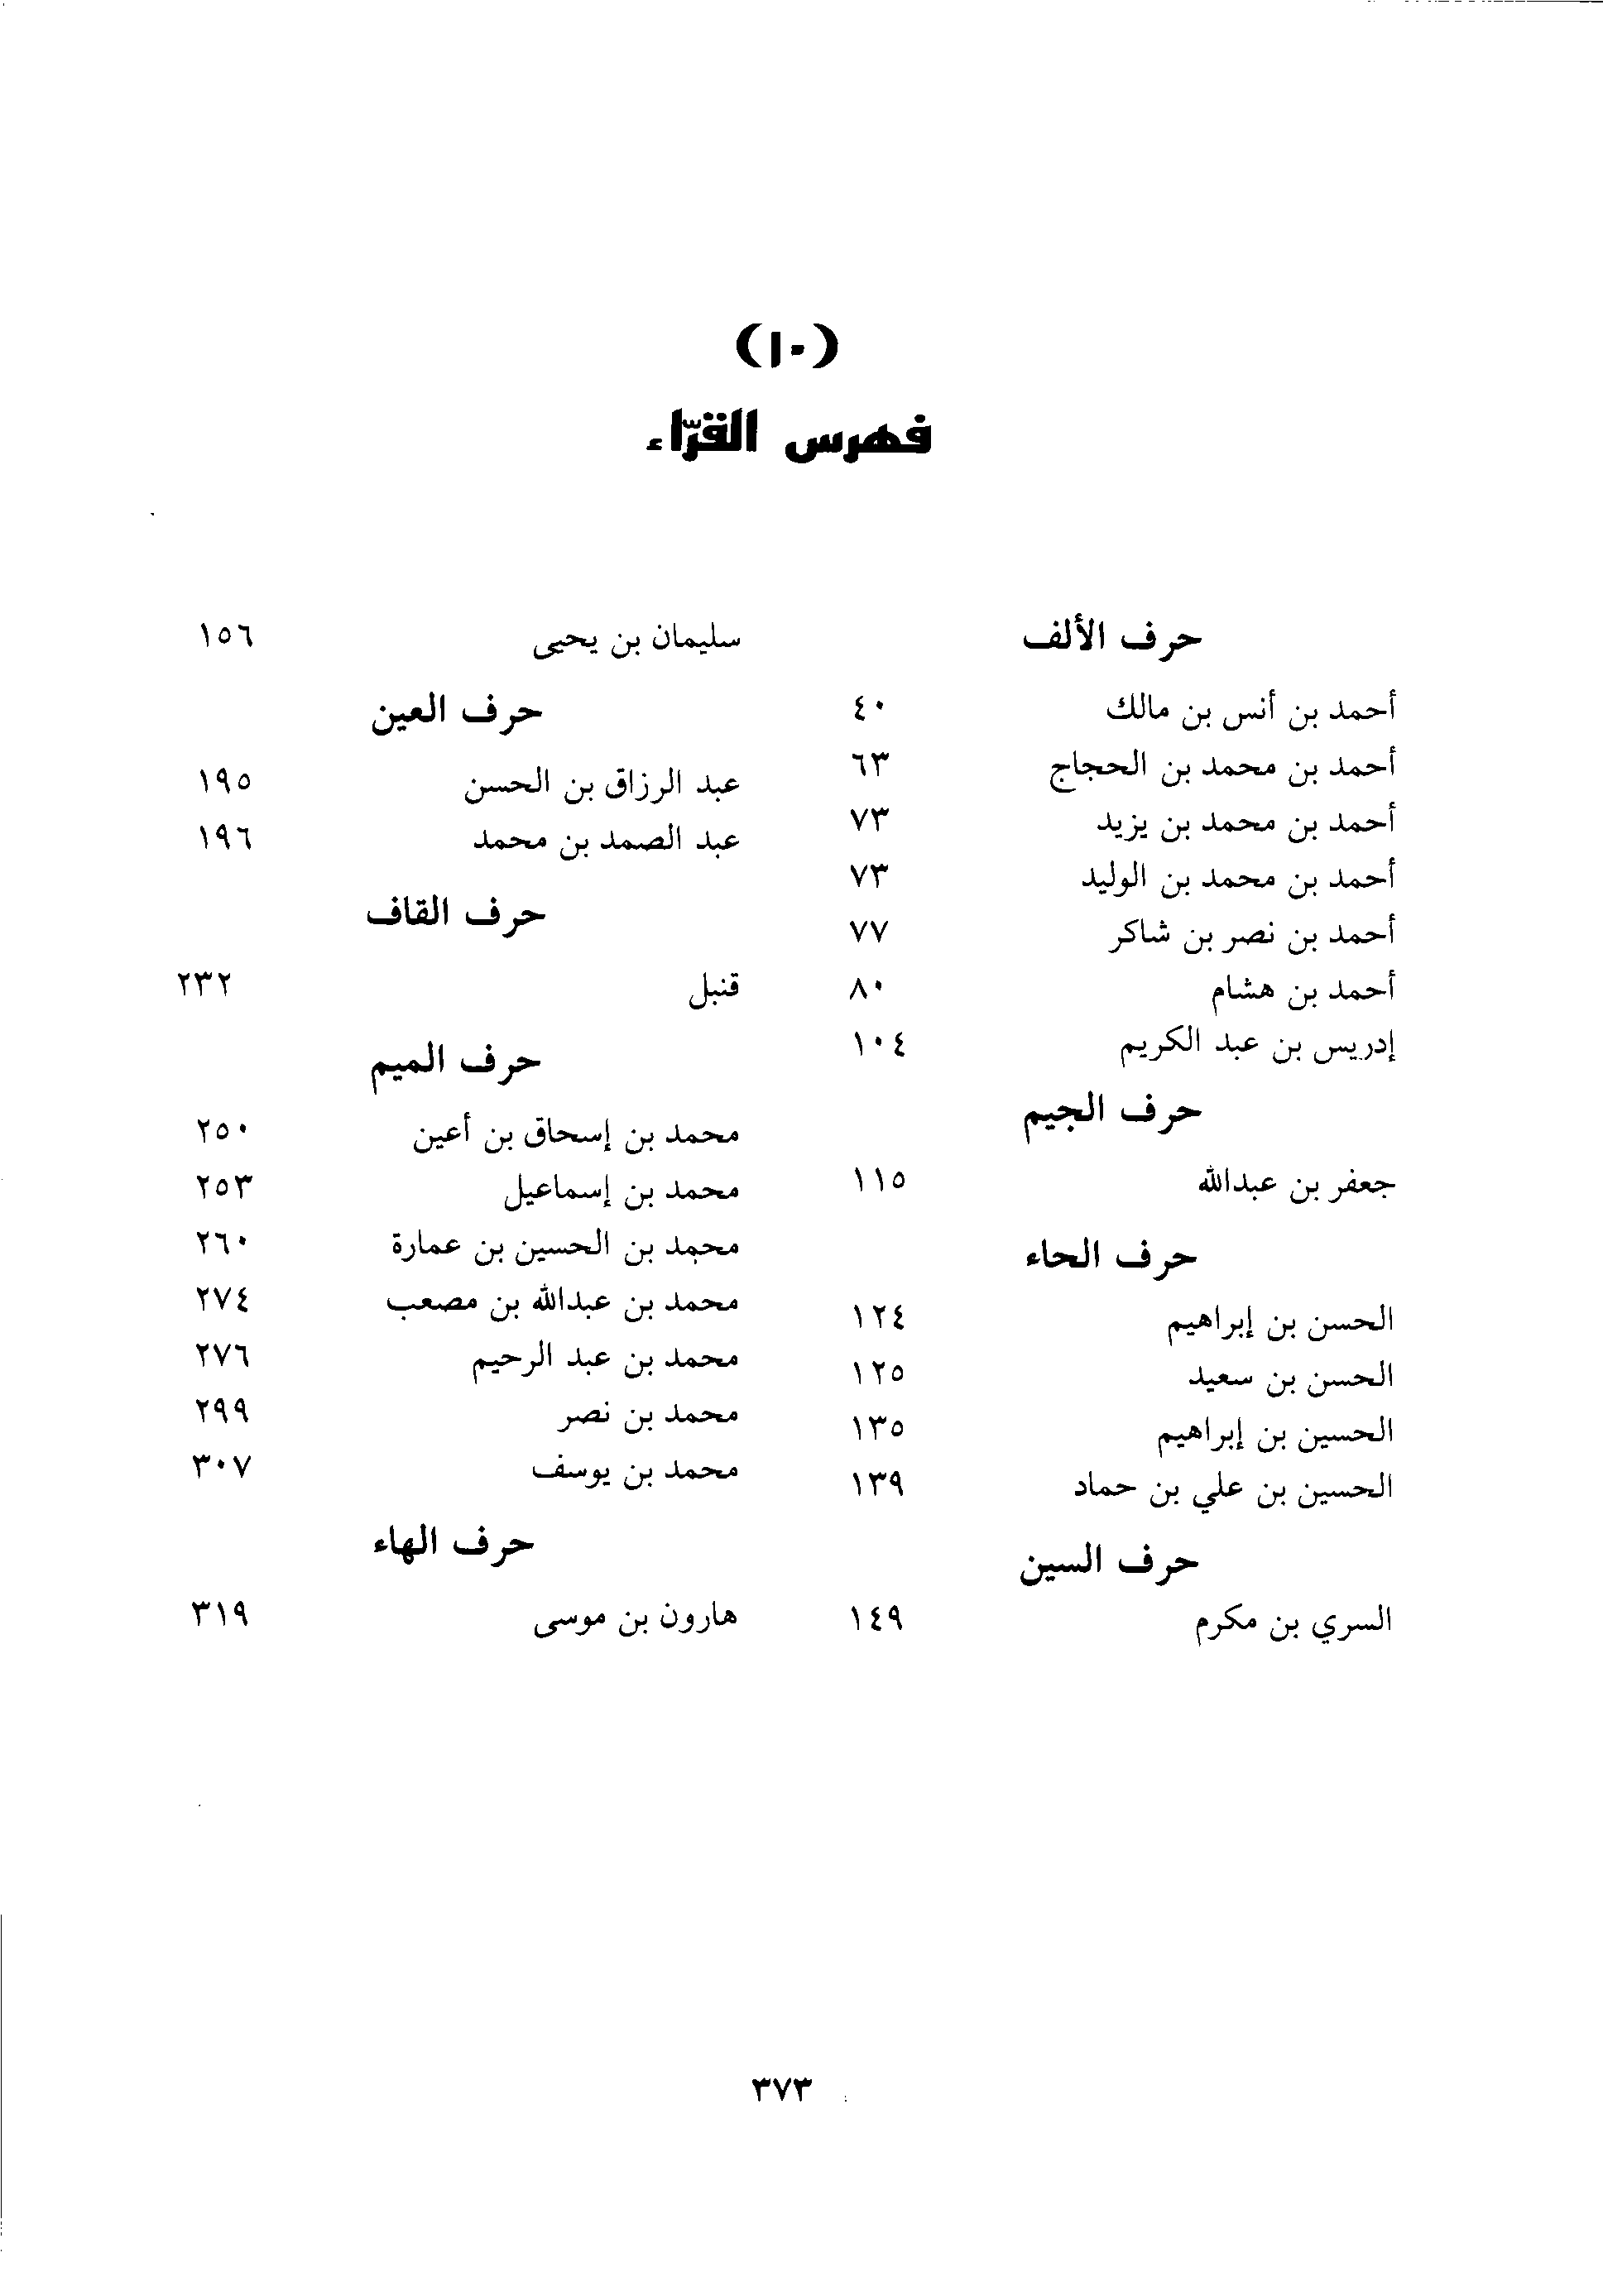 (١٠)
فهرس القرّاء
حرف الألف
أحمد بن أنس بن مالك ٤٠
أحمد بن محمد بن الحجاج ٦٣
أحمد بن محمد بن يزيد ٧٣
أحمد بن محمد بن الوليد ٧٣
أحمد بن نصر بن شاكر ٧٧
أحمد بن هشام ٨٠
إدريس بن عبد الكريم ١٠٤
حرف الجيم
جعفر بن عبدالله ١١٥
حرف الحاء
الحسن بن إبراهيم ١٢٤
الحسن بن سعيد ١٢٥
الحسين بن إبراهيم ١٣٥
الحسين بن علي بن حماد ١٣٩
حرف السين
السري بن مكرم ١٤٩
سليمان بن يحيى ١٥٦
حرف العين
عبد الرزاق بن الحسن ١٩٥
عبد الصمد بن محمد ١٩٦
حرف القاف
قنبل ٢٣٢
حرف الميم
محمد بن إسحاق بن أعين ٢٥٠
محمد بن إسماعيل ٢٥٣
محمد بن الحسين بن عمارة ٢٦٠
محمد بن عبدالله بن مصعب ٢٧٤
محمد بن عبد الرحيم ٢٧٦
محمد بن نصر ٢٩٩
محمد بن يوسف ٣٠٧
حرف الهاء
هارون بن موسى ٣١٩
٣٧٣